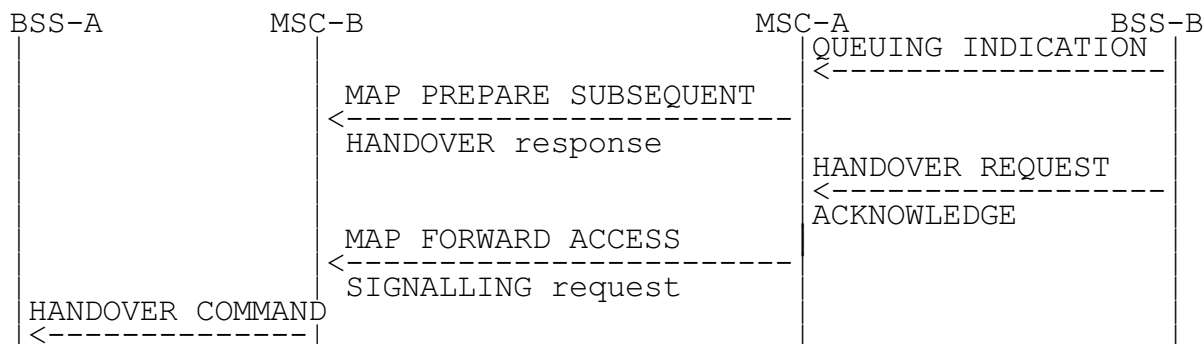 BSS-A MSC-B MSC-A BSS-B
QUEUING INDICATION
MAP PREPARE SUBSEQUENT
HANDOVER response
HANDOVER REQUEST
ACKNOWLEDGE
MAP FORWARD ACCESS
SIGNALLING request
HANDOVER COMMAND